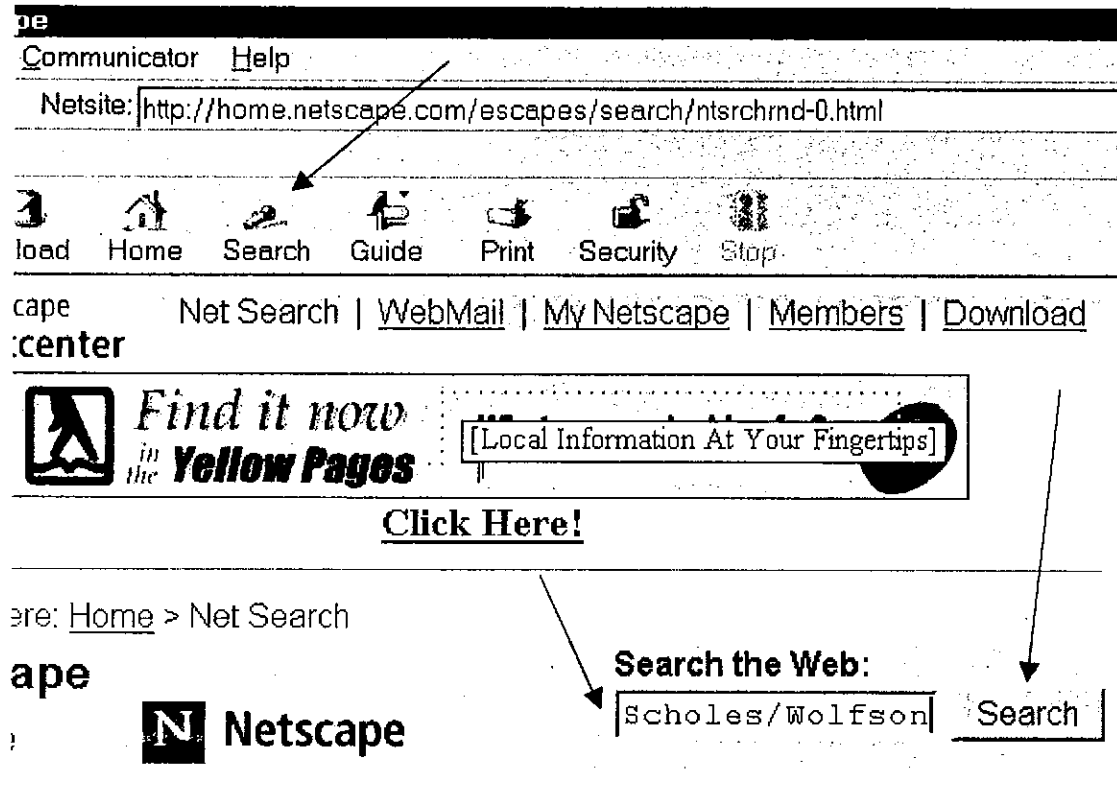 pe
Communicator Help
Netsite: http://home.netscape.com/escapes/search/ntsrchrnd-0.html
load Home Search Guide Print Security Stop
cape
Net Search | WebMail | My Netscape | Members | Download
center
Find it now
in the Yellow Pages
[Local Information At Your Fingertips]
Click Here!
ere: Home > Net Search
ape
Search the Web:
N Netscape
Scholes/Wolfson Search